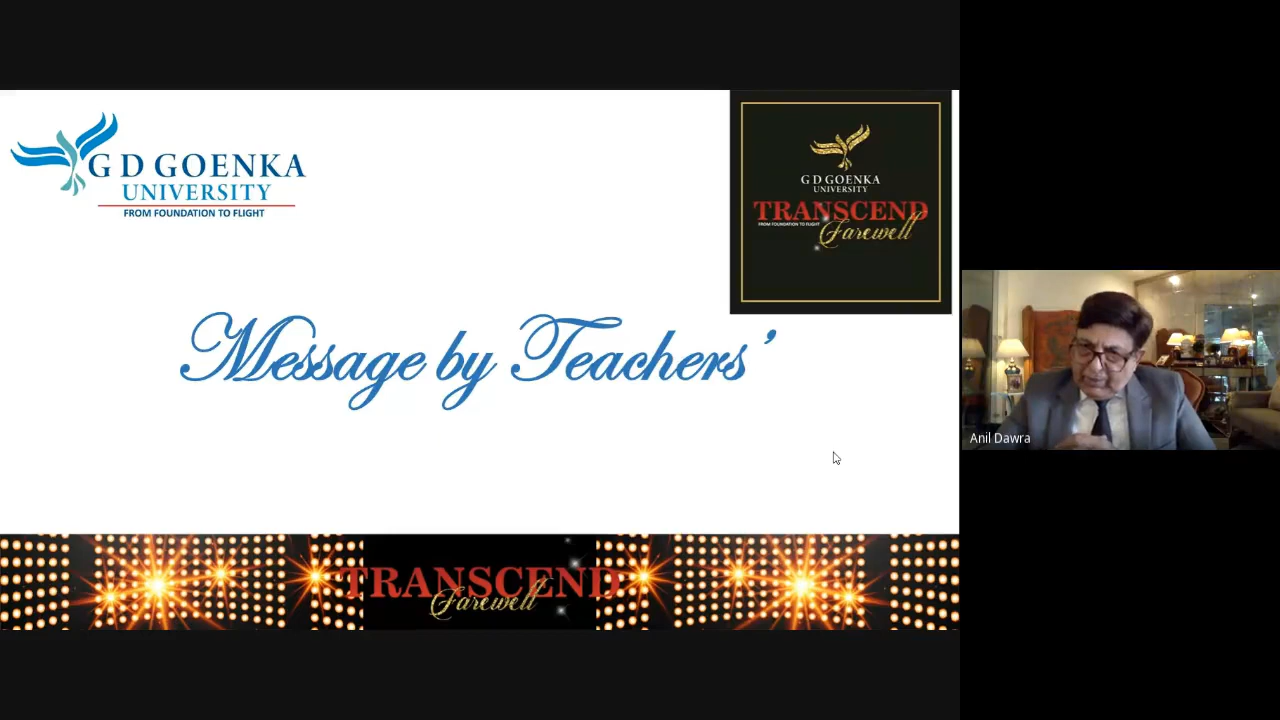 G D GOENKA
UNIVERSITY
FROM FOUNDATION TO FLIGHT
G D GOENKA
UNIVERSITY
TRANSCEND
FROM FOUNDATION TO FLIGHT
Farewell
Message by Teachers’
Anil Dawra
TRANSCEND
Farewell